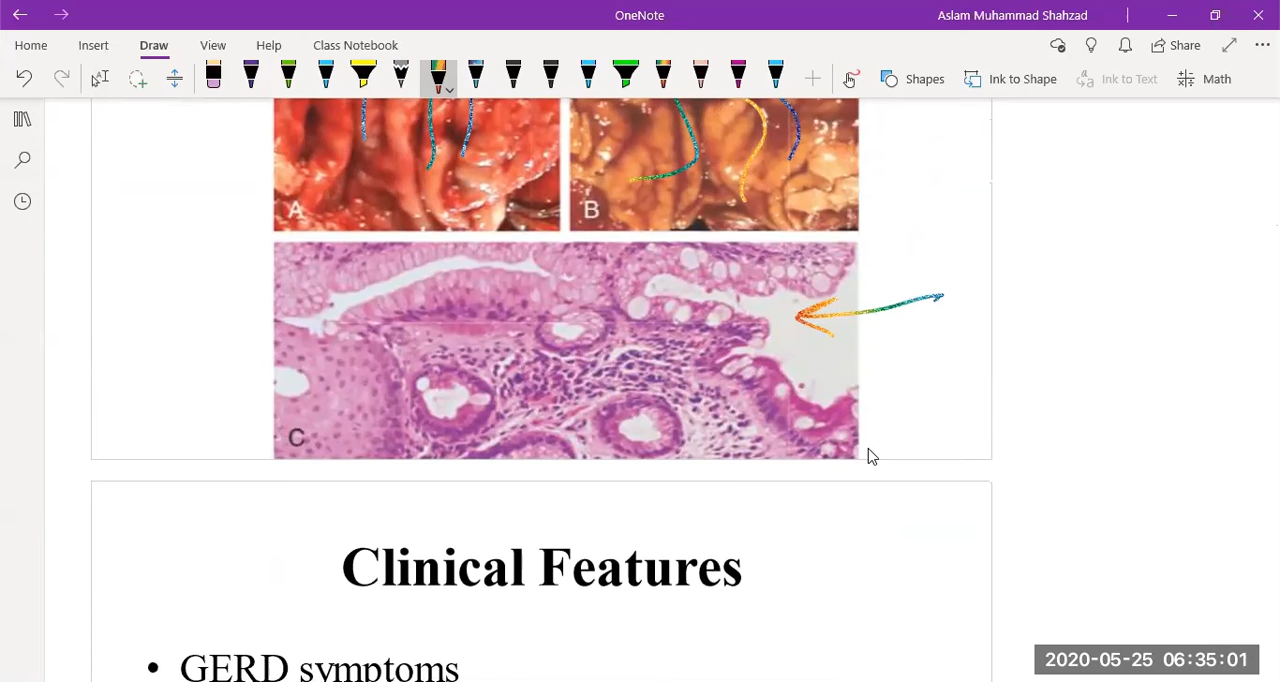 OneNote
Aslam Muhammad Shahzad
Home Insert Draw View Help Class Notebook
Share
Shapes Ink to Shape Ink to Text Math
A B
C
Clinical Features
• GERD symptoms
2020-05-25 06:35:01